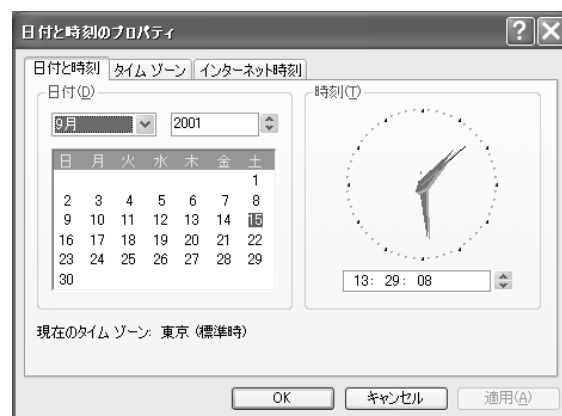 日付と時刻のプロパティ
日付と時刻 タイム ゾーン インターネット時刻
日付(D) 時刻(T)
9月 2001
日 月 火 水 木 金 土
1
2 3 4 5 6 7 8
9 10 11 12 13 14 15
16 17 18 19 20 21 22
23 24 25 26 27 28 29
30
13: 29: 08
現在のタイム ゾーン: 東京 (標準時)
OK キャンセル 適用(A)